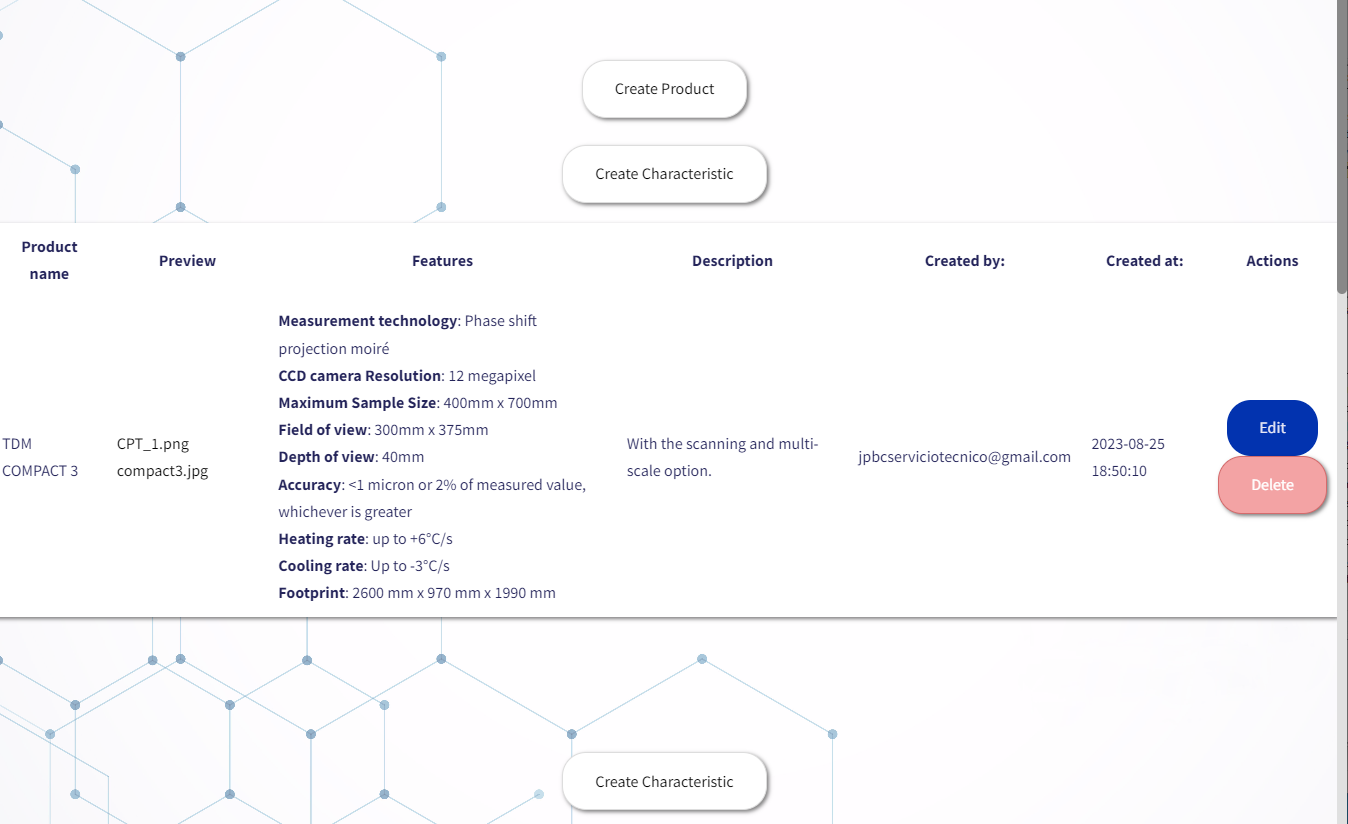 Create Product
Create Characteristic
Product
name
Preview
Features
Description
Created by:
Created at:
Actions
TDM
COMPACT 3
CPT_1.png
compact3.jpg
Measurement technology: Phase shift
projection moiré
CCD camera Resolution: 12 megapixel
Maximum Sample Size: 400mm x 700mm
Field of view: 300mm x 375mm
Depth of view: 40mm
Accuracy: <1 micron or 2% of measured value,
whichever is greater
Heating rate: up to +6°C/s
Cooling rate: Up to -3°C/s
Footprint: 2600 mm x 970 mm x 1990 mm
With the scanning and multi-
scale option.
jpbcserviciotecnico@gmail.com
2023-08-25
18:50:10
Edit
Delete
Create Characteristic